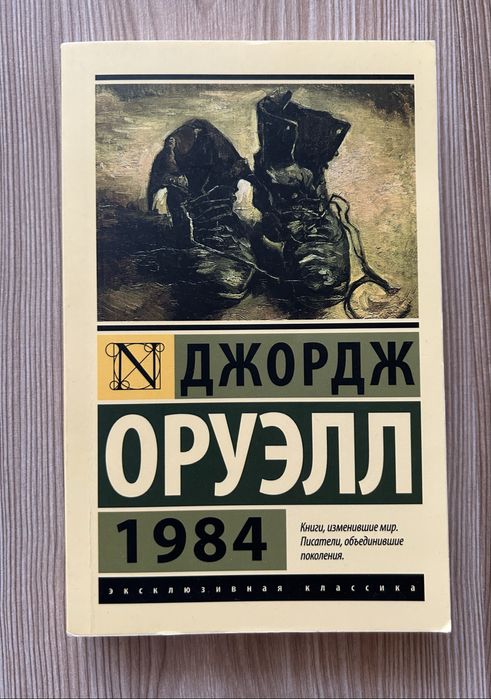 N
ДЖОРДЖ
ОРУЭЛЛ
1984
Книги, изменившие мир.
Писатели, объединившие
поколения.
эксклюзивная классика